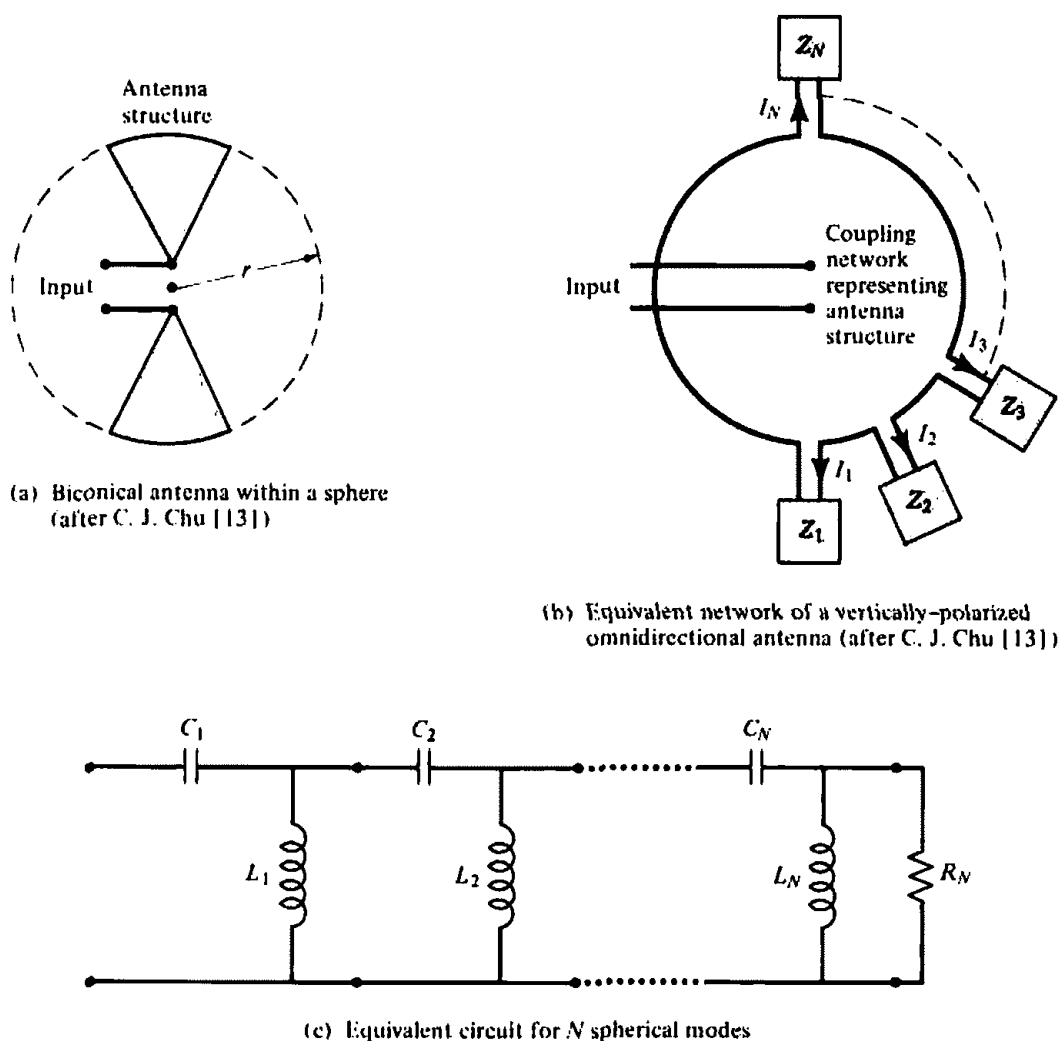 Antenna
structure
Input
r
(a) Biconical antenna within a sphere
(after C. J. Chu [13])
Z_N
I_N
Input
Coupling
network
representing
antenna
structure
I_3
Z_3
I_2
Z_2
I_1
Z_1
(b) Equivalent network of a vertically-polarized
omnidirectional antenna (after C. J. Chu [13])
C_1
C_2
C_N
L_1
L_2
L_N
R_N
(c) Equivalent circuit for N spherical modes